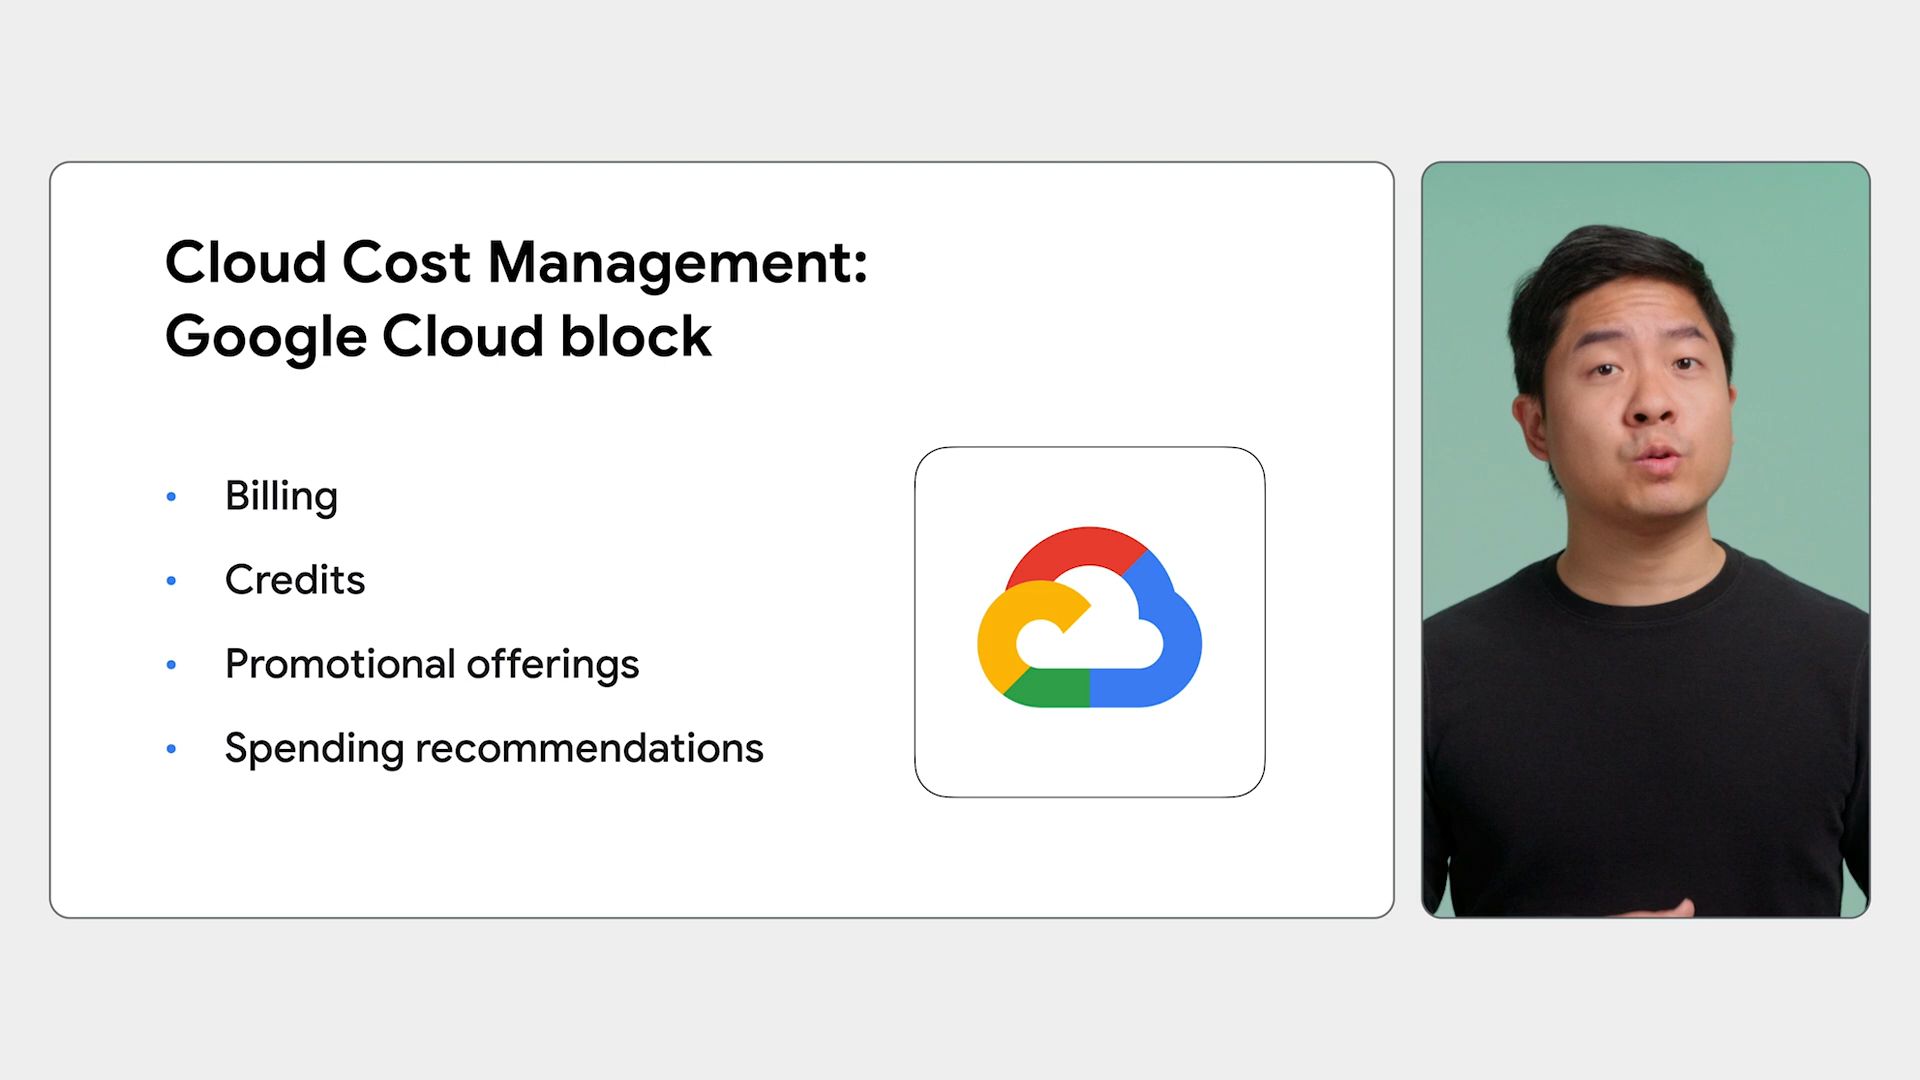 Cloud Cost Management:
Google Cloud block
• Billing
• Credits
• Promotional offerings
• Spending recommendations